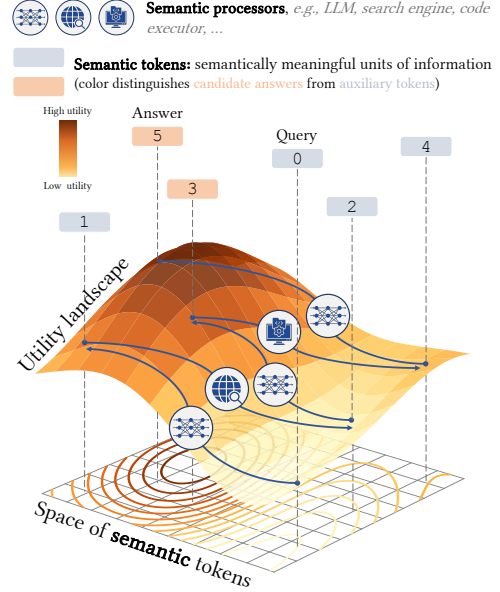 Semantic processors, e.g., LLM, search engine, code
executor, ...
Semantic tokens: semantically meaningful units of information
(color distinguishes candidate answers from auxiliary tokens)
High utility
Low utility
Answer
5
Query
0
4
3
2
1
Utility landscape
Space of semantic tokens